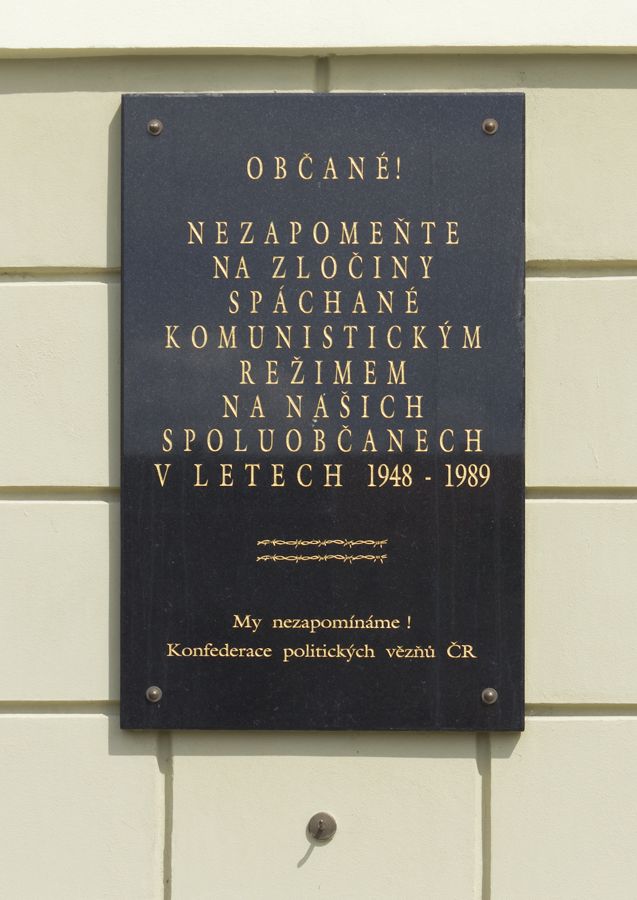 OBČANÉ!
NEZAPOMEŇTE
NA ZLOČINY
SPÁCHANÉ
KOMUNISTICKÝM
REŽIMEM
NA NAŠICH
SPOLUOBČANECH
V LETECH 1948 - 1989
My nezapomínáme !
Konfederace politických vězňů ČR